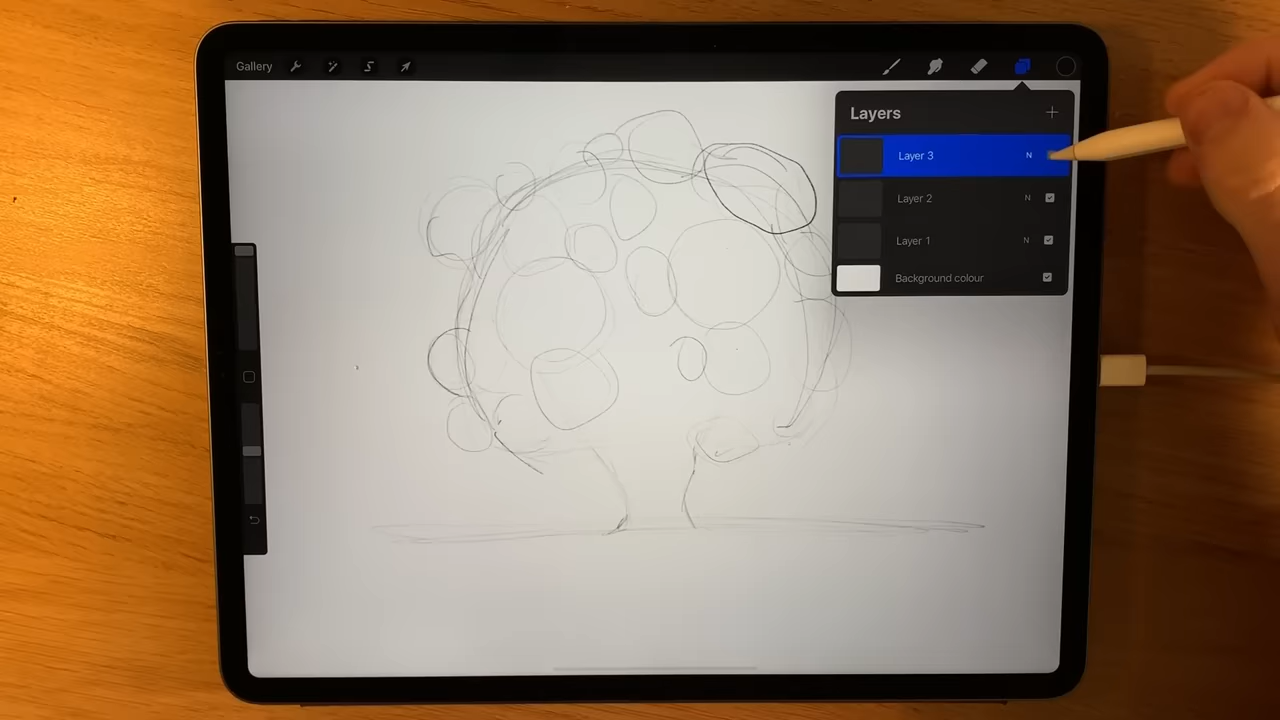 Gallery
Layers
Layer 3 N
Layer 2 N
Layer 1 N
Background colour